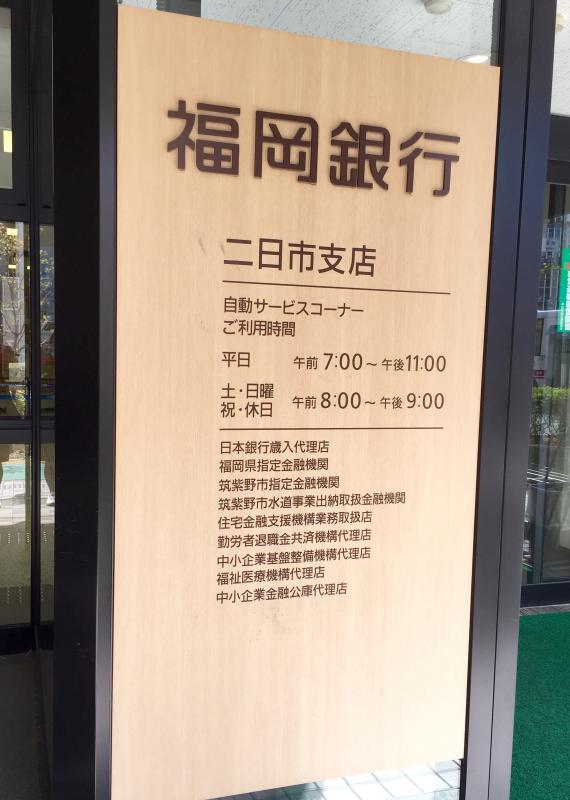 福岡銀行
二日市支店
自動サービスコーナー
ご利用時間
平日 午前 7:00～午後11:00
土・日曜
祝・休日 午前 8:00～午後 9:00
日本銀行歳入代理店
福岡県指定金融機関
筑紫野市指定金融機関
筑紫野市水道事業出納取扱金融機関
住宅金融支援機構業務取扱店
勤労者退職金共済機構代理店
中小企業基盤整備機構代理店
福祉医療機構代理店
中小企業金融公庫代理店